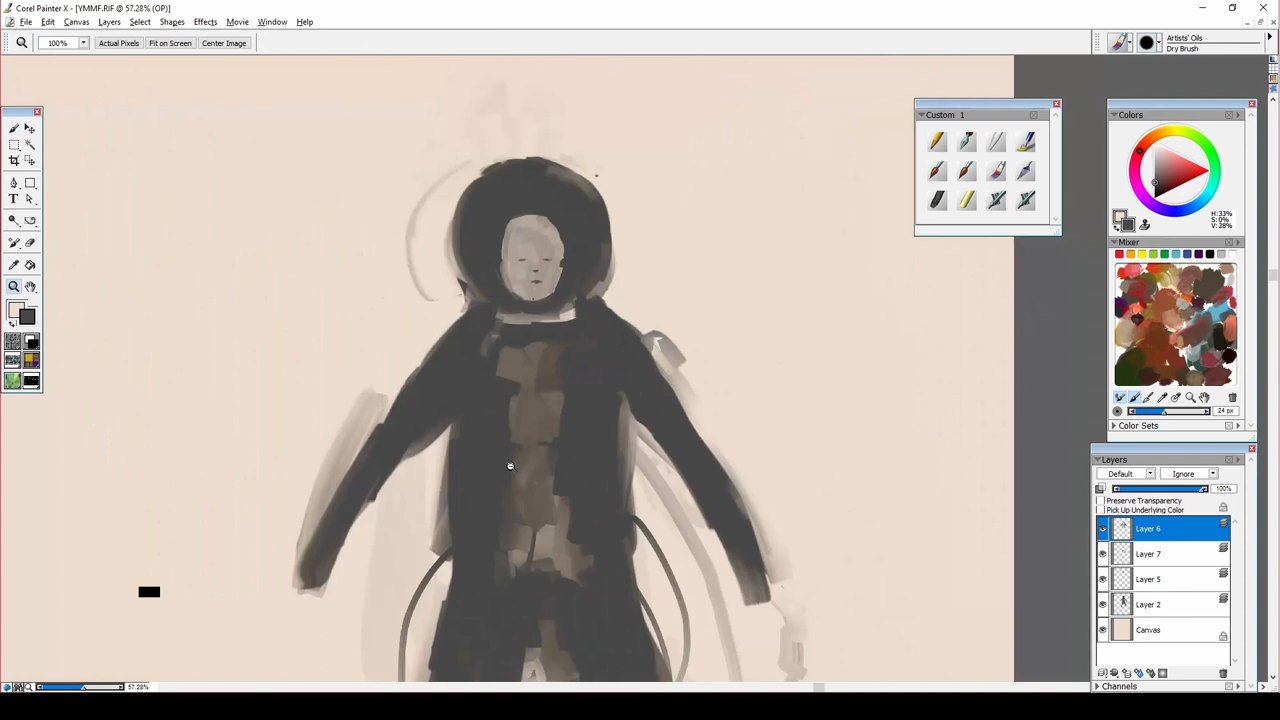 Corel Painter X - [YMMF.RIF @ 57.28% (OP)]
File Edit Canvas Layers Select Shapes Effects Movie Window Help
100% Actual Pixels Fit on Screen Center Image
Artists' Oils
Dry Brush
Custom 1
Colors
H:33%
S: 0%
V: 28%
Mixer
24 px
Color Sets
Layers
Default Ignore
100%
Preserve Transparency
Pick Up Underlying Color
Layer 6
Layer 7
Layer 5
Layer 2
Canvas
Channels
T
57.28%